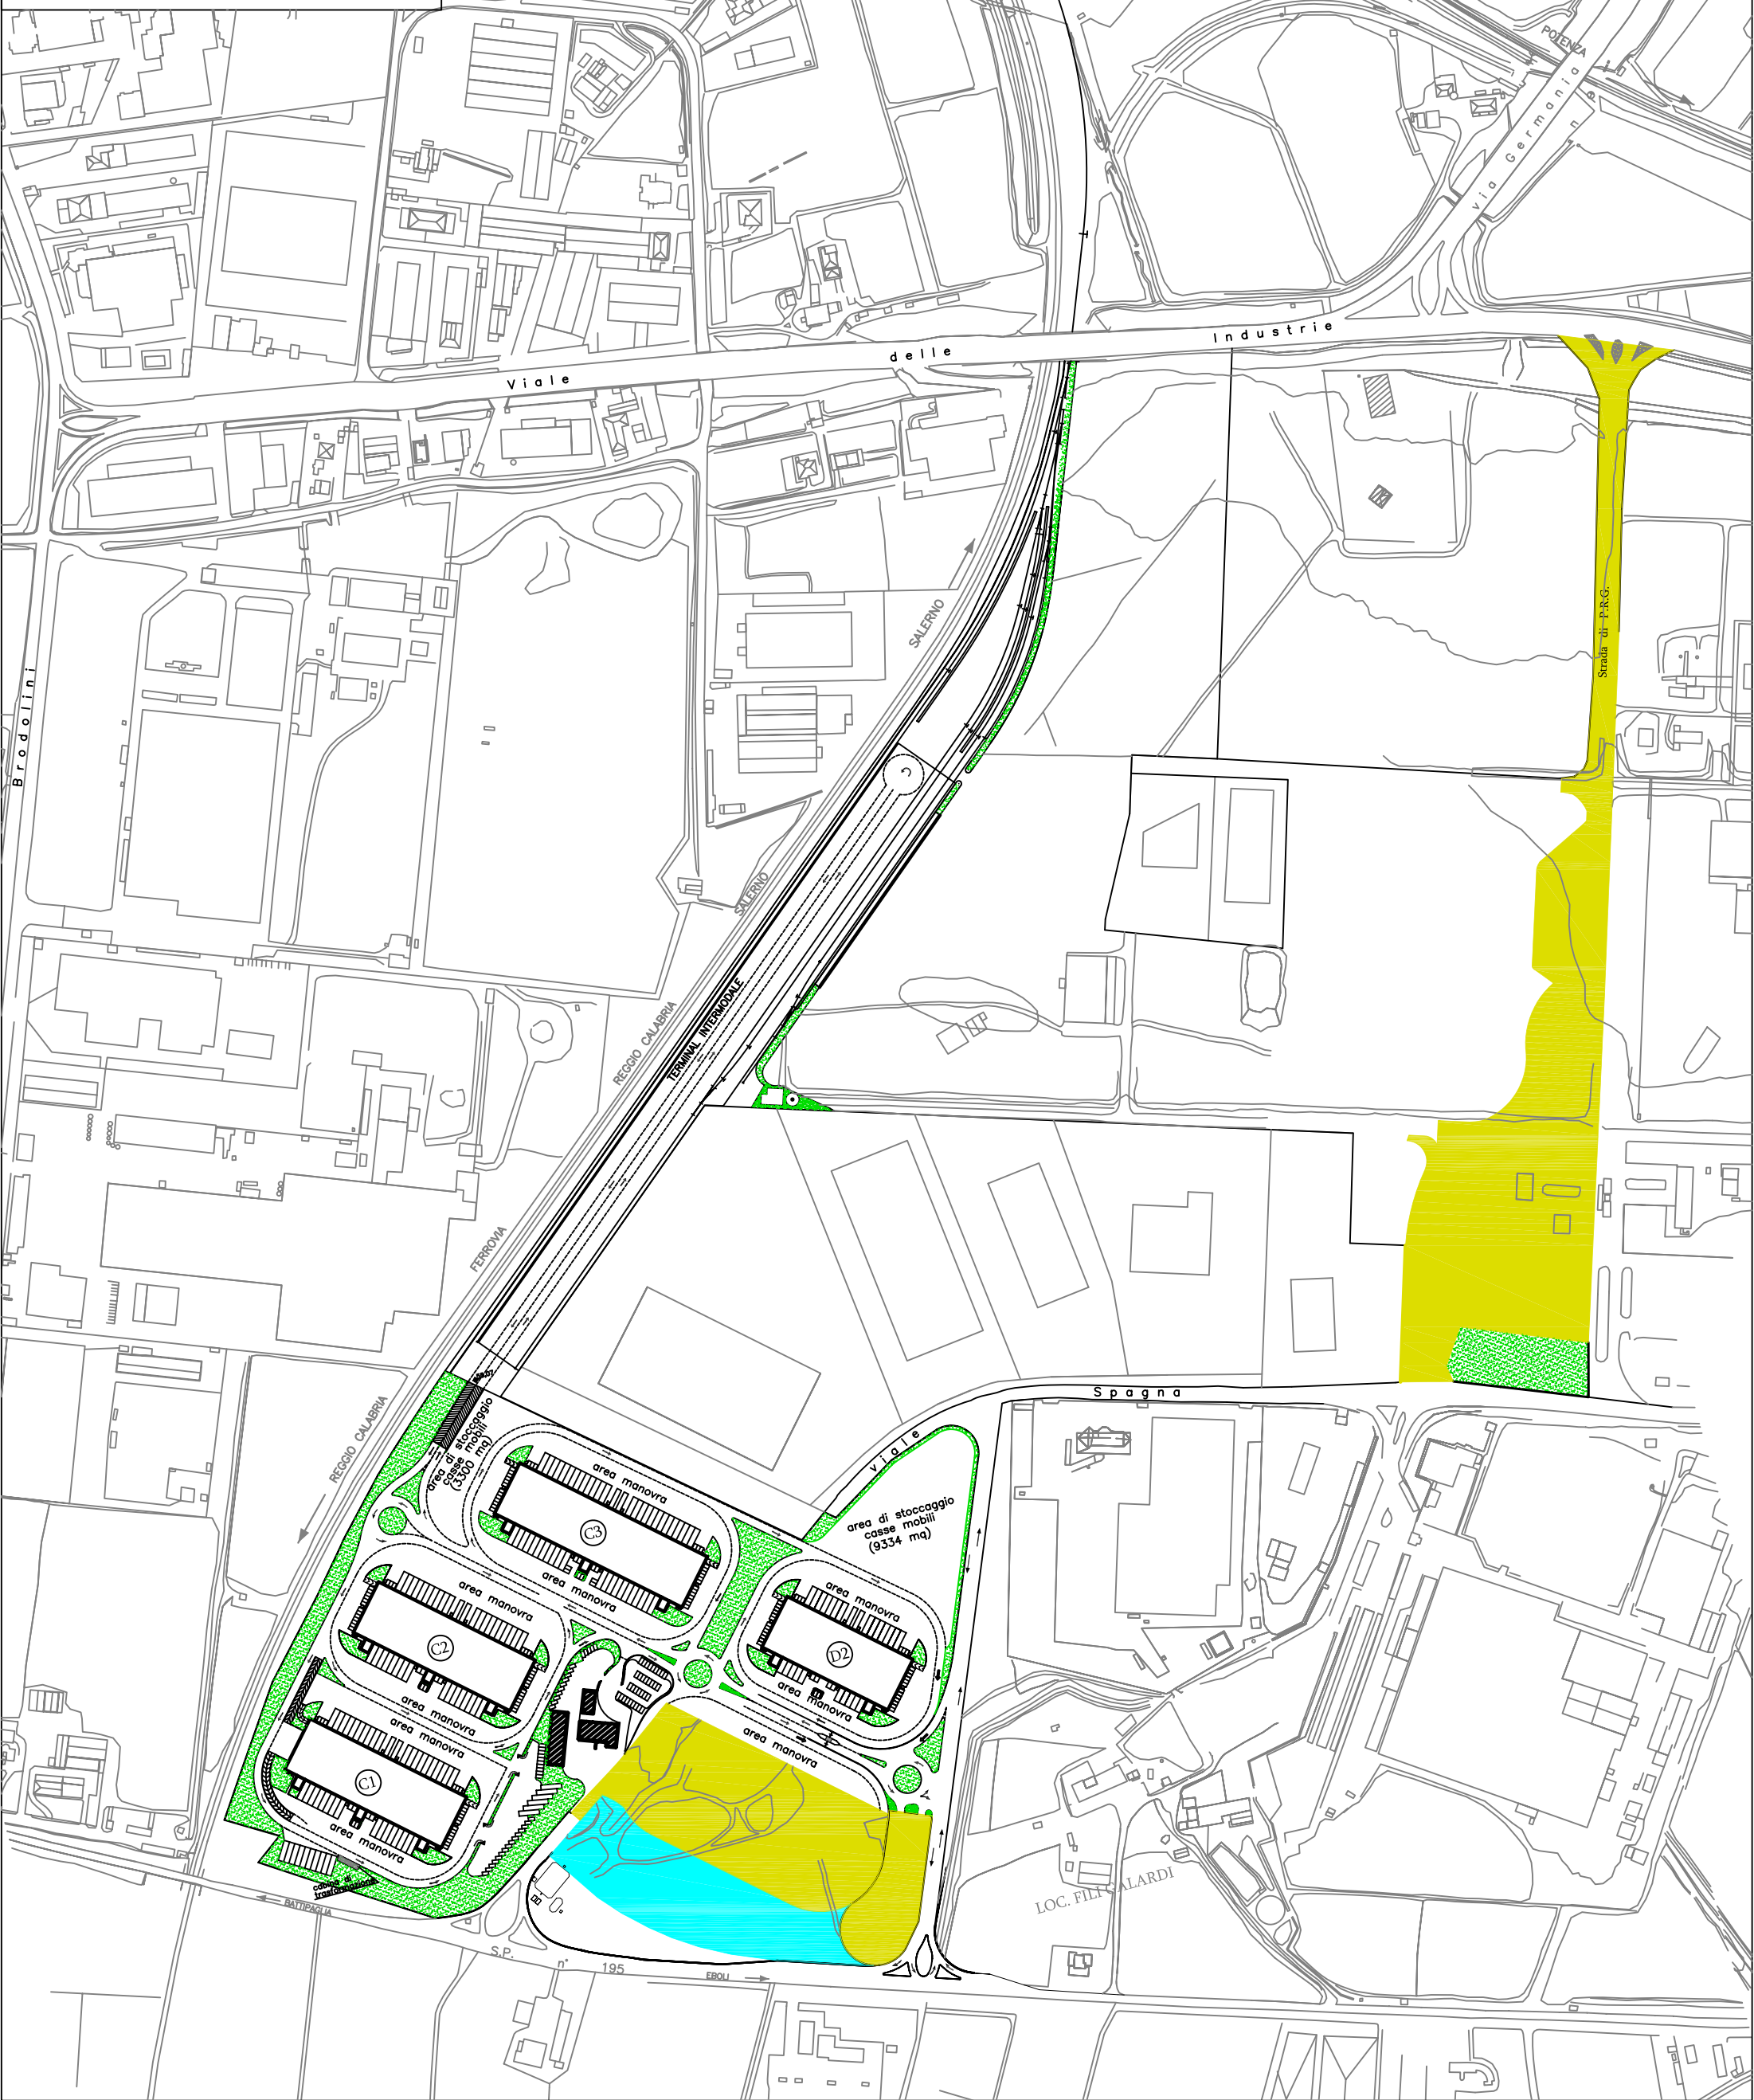 POTENZA
via Germania
Industrie
delle
Viale
Brodolini
SALERNO
Strada di P.R.G.
SALERNO
TERMINAL INTERMODALE
REGGIO CALABRIA
FERROVIA
REGGIO CALABRIA
Spagna
viale
area di stoccaggio
casse mobili
(3300 mq)
area manovra
C3
area manovra
area di stoccaggio
casse mobili
(9334 mq)
area manovra
D2
area manovra
area manovra
area manovra
C2
area manovra
area manovra
C1
area manovra
cabina di
trasformazione
BATTIPAGLIA
S.P.
n°
195
EBOLI